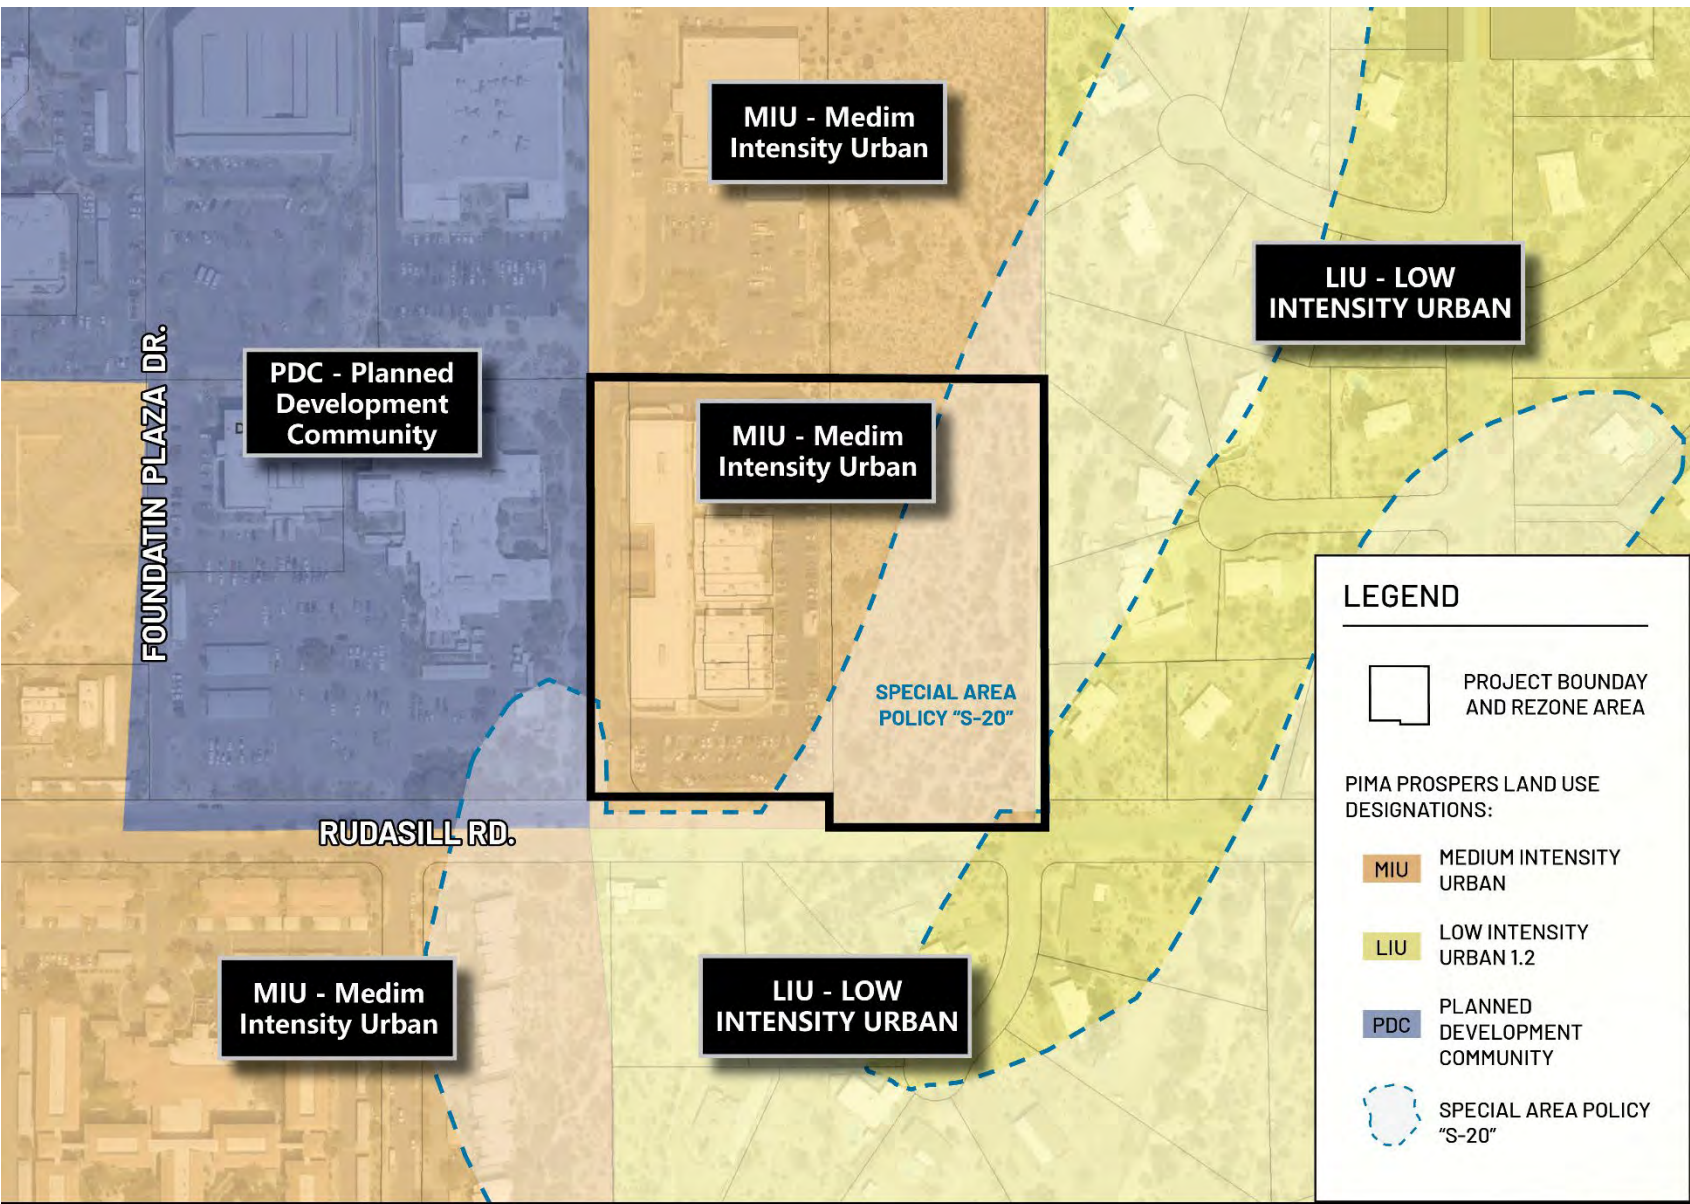 MIU - Medim
Intensity Urban
LIU - LOW
INTENSITY URBAN
PDC - Planned
Development
Community
FOUNDATIN PLAZA DR.
MIU - Medim
Intensity Urban
SPECIAL AREA
POLICY "S-20"
RUDASILL RD.
MIU - Medim
Intensity Urban
LIU - LOW
INTENSITY URBAN
LEGEND
PROJECT BOUNDAY
AND REZONE AREA
PIMA PROSPERS LAND USE
DESIGNATIONS:
MIU
MEDIUM INTENSITY
URBAN
LIU
LOW INTENSITY
URBAN 1.2
PDC
PLANNED
DEVELOPMENT
COMMUNITY
SPECIAL AREA POLICY
"S-20"